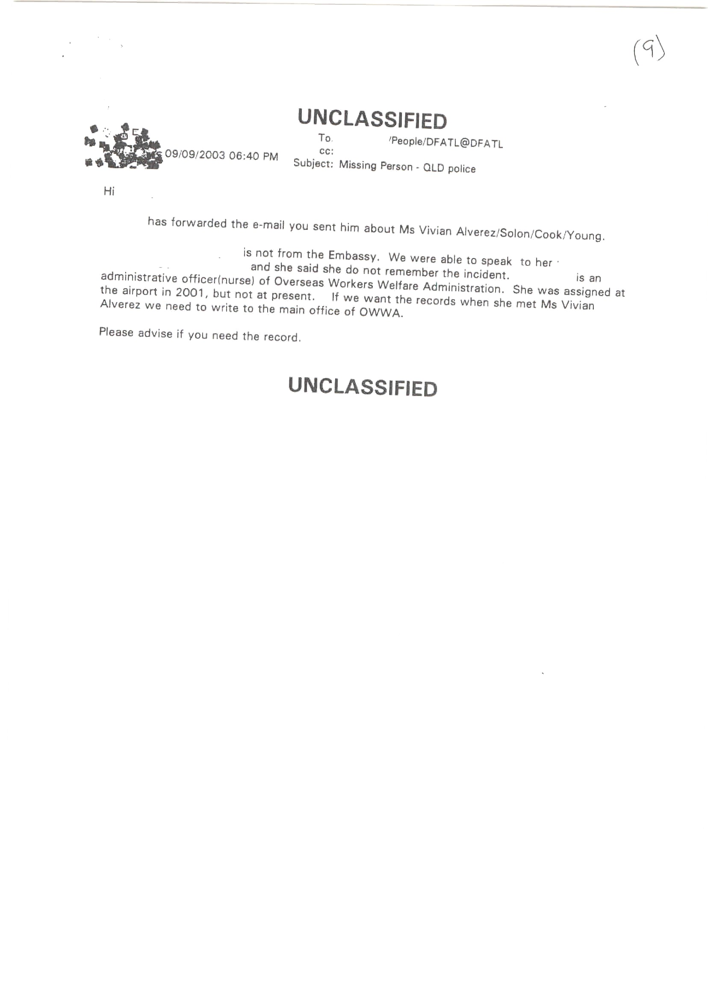 (9)
UNCLASSIFIED
To.
/People/DFATL@DFATL
cc:
09/09/2003 06:40 PM
Subject: Missing Person - QLD police
Hi
has forwarded the e-mail you sent him about Ms Vivian Alverez/Solon/Cook/Young.
is not from the Embassy. We were able to speak to her
and she said she do not remember the incident. is an
administrative officer(nurse) of Overseas Workers Welfare Administration. She was assigned at
the airport in 2001, but not at present. If we want the records when she met Ms Vivian
Alverez we need to write to the main office of OWWA.
Please advise if you need the record.
UNCLASSIFIED